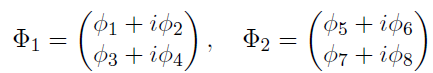 Φ₁ = (ϕ₁ + iϕ₂
ϕ₃ + iϕ₄), Φ₂ = (ϕ₅ + iϕ₆
ϕ₇ + iϕ₈)